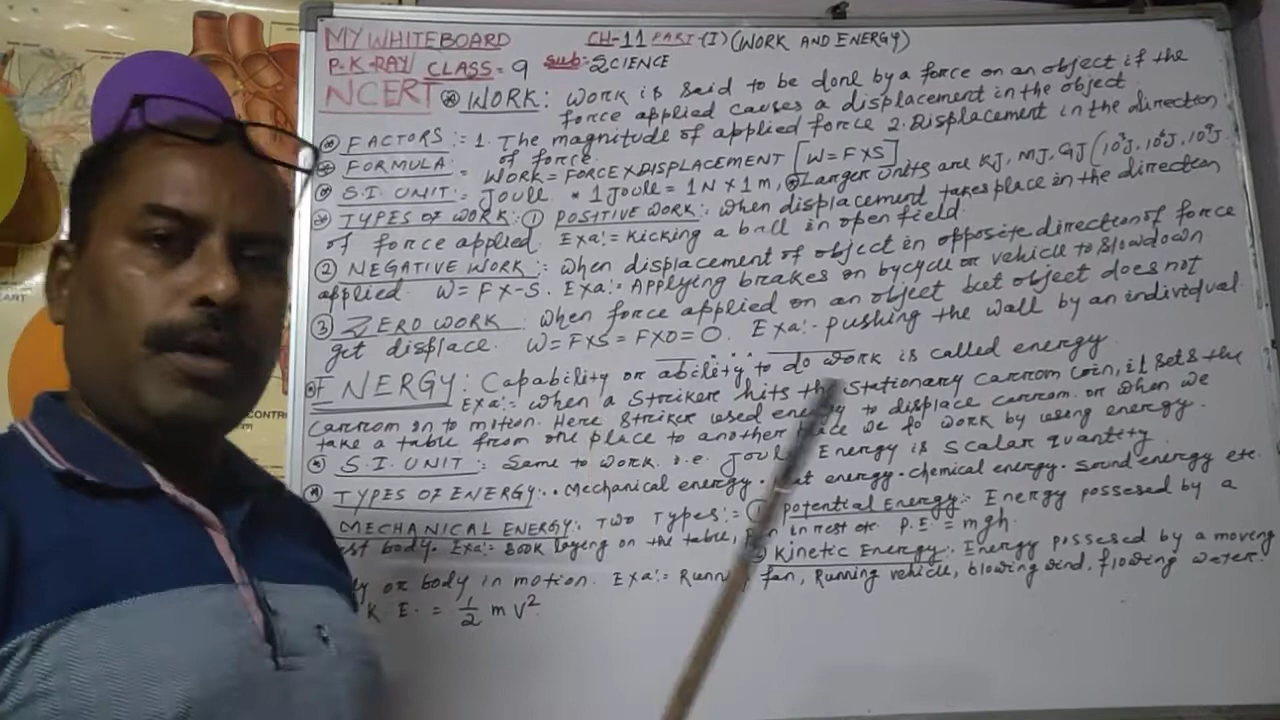 MY WHITEBOARD CH-11 PART-(I) (WORK AND ENERGY)
P.K.RAY CLASS=9 Sub:-SCIENCE
NCERT WORK: WORK is said to be done by a force on an object if the
force applied causes a displacement in the object
FACTORS:= 1. The magnitude of applied force 2. Displacement in the direction
of force.
FORMULA = WORK=FORCE×DISPLACEMENT [W=F×S]
S.I. UNIT = Joule * 1 Joule = 1N×1m, Larger Units are KJ, MJ, GJ (10³J, 10⁶J, 10⁹J.
TYPES OF WORK: ① POSITIVE WORK: When displacement takes place in the direction
of force applied. Exa:= Kicking a ball in open field.
② NEGATIVE WORK:- When displacement of object in opposite direction of force
applied. W=F×-S. Exa:- Applying brakes on bycycle or vehicle to slowdown
③ ZERO WORK: When force applied on an object but object does not
get displace. W=F×S=F×0=0. Exa:- pushing the wall by an individual
ENERGY: Capability or ability to do work is called energy.
Exa:= When a Striker hits the stationary carrom coin, it sets the
carrom in to motion. Here Striker used energy to displace carrom. or when we
take a table from one place to another place we do work by using energy.
S.I. UNIT: Same to work. i.e. Joule Energy is scalar quantity.
TYPES OF ENERGY:. Mechanical energy. energy. chemical energy. Sound energy etc.
MECHANICAL ENERGY: TWO TYPES:= ① potential Energy:- Energy possesed by a
body. Exa:- Book laying on the table, in rest etc. P.E. = mgh.
② Kinetic Energy:. Energy possesed by a moving
or body in motion. Exa:= fan, Running vehicle, blowing wind, flowing water.
K E. = 1/2 m v²